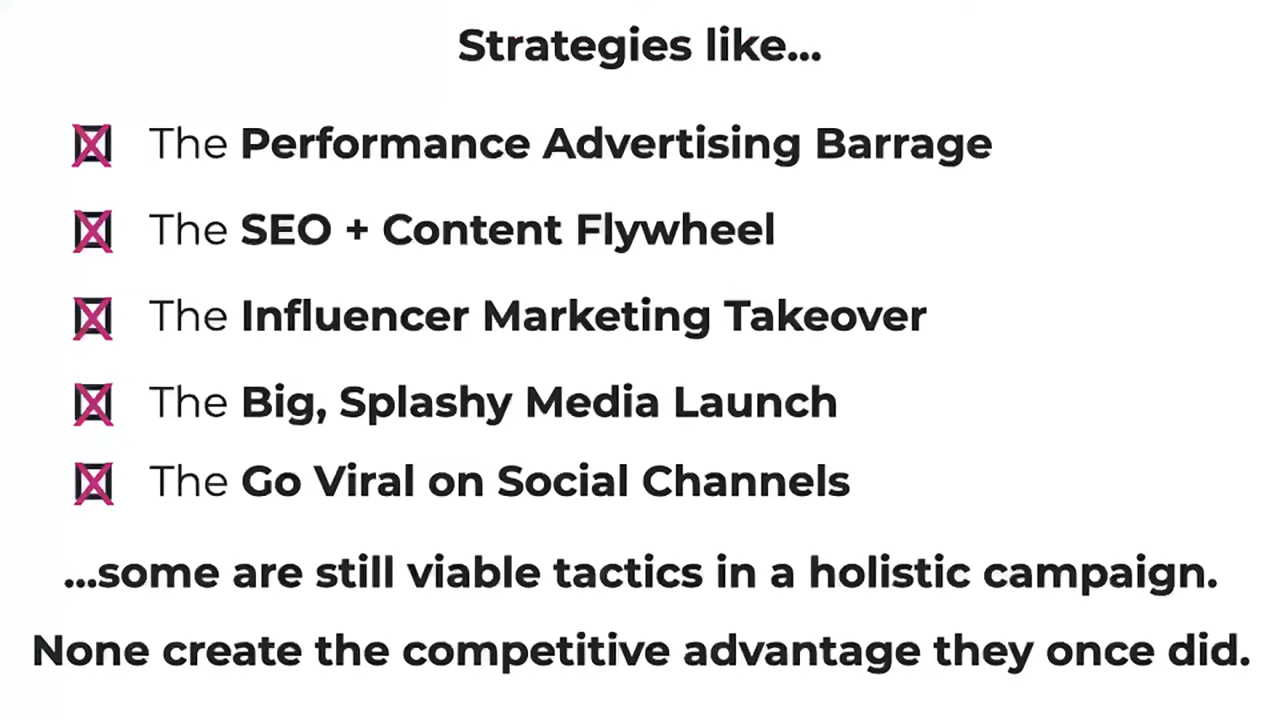 Strategies like...
The Performance Advertising Barrage
The SEO + Content Flywheel
The Influencer Marketing Takeover
The Big, Splashy Media Launch
The Go Viral on Social Channels
...some are still viable tactics in a holistic campaign.
None create the competitive advantage they once did.